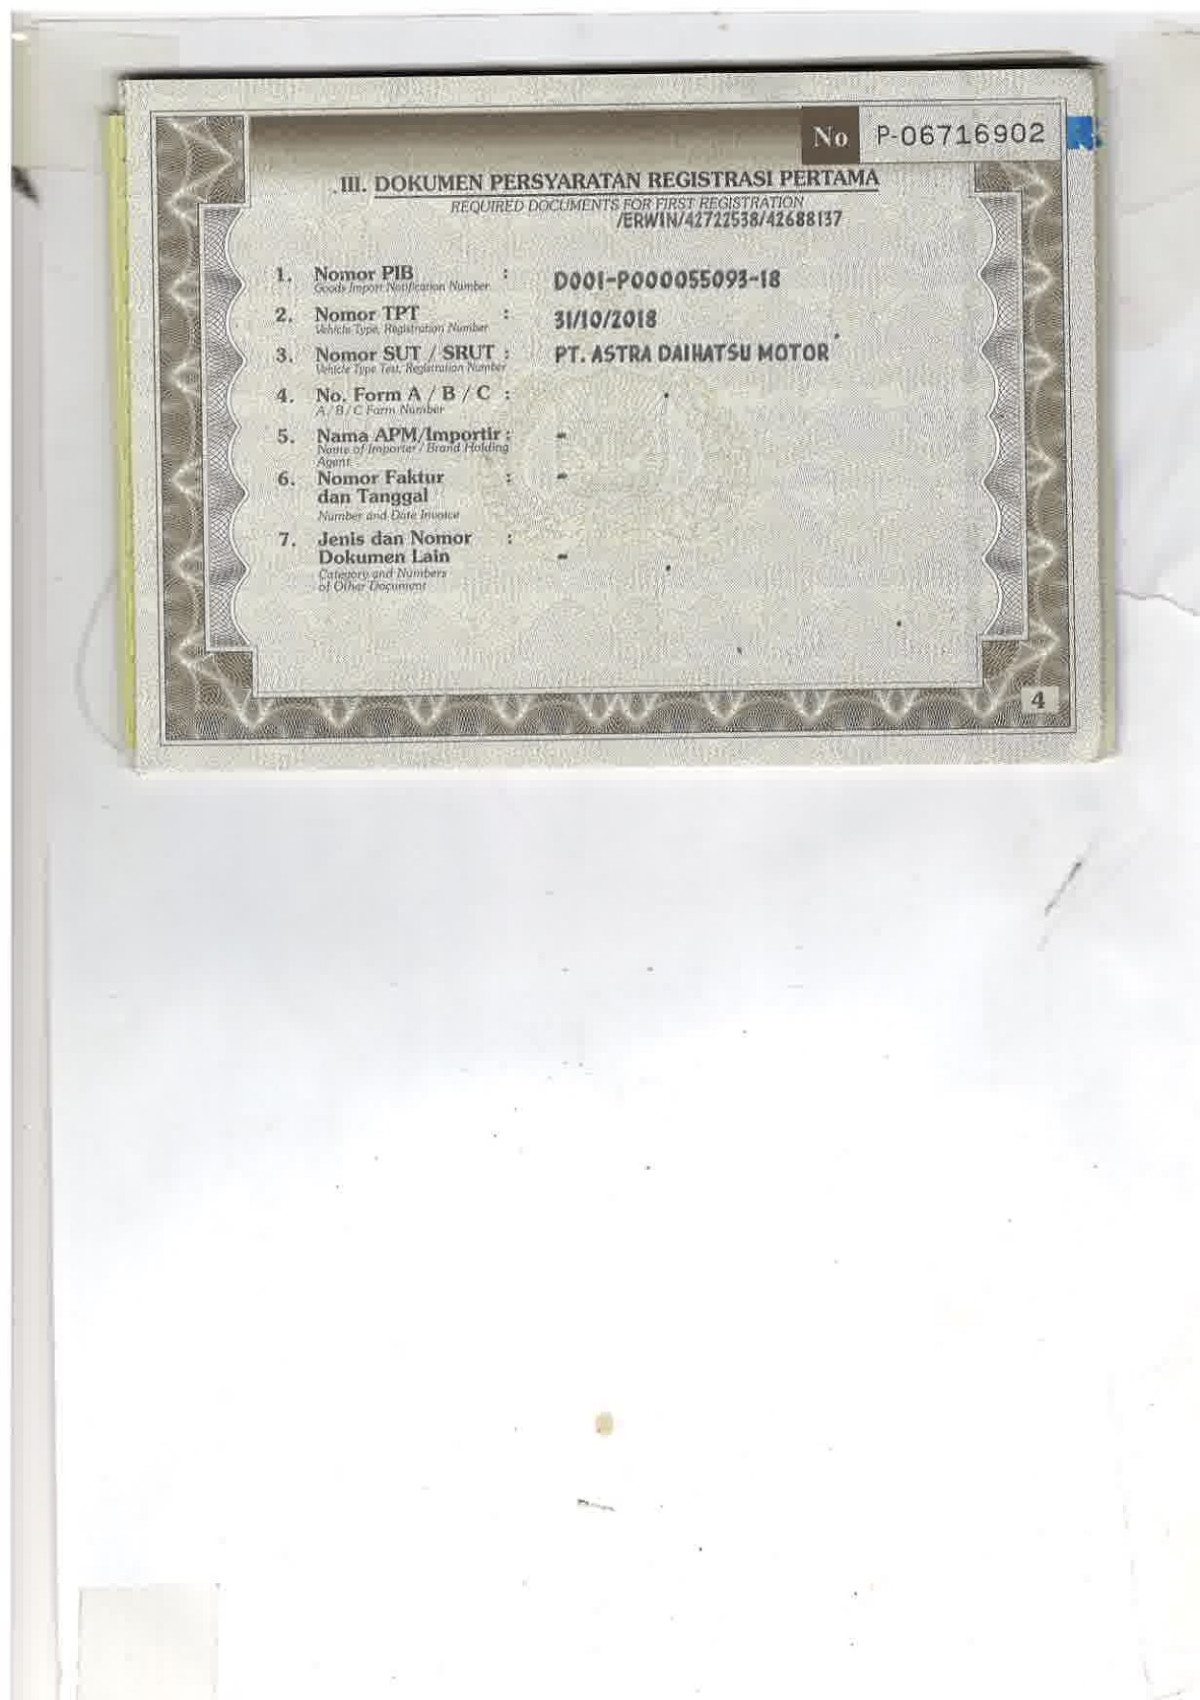 No P-06716902
III. DOKUMEN PERSYARATAN REGISTRASI PERTAMA
REQUIRED DOCUMENTS FOR FIRST REGISTRATION
/ERWIN/42722538/42688137
1. Nomor PIB : D001-P000055093-18
Goods Import Notification Number
2. Nomor TPT : 31/10/2018
Vehicle Type, Registration Number
3. Nomor SUT / SRUT : PT. ASTRA DAIHATSU MOTOR
Vehicle Type Test, Registration Number
4. No. Form A / B / C :
A / B / C Form Number
5. Nama APM/Importir : -
Name of Importer / Brand Holding
Agent
6. Nomor Faktur : -
dan Tanggal
Number and Date Invoice
7. Jenis dan Nomor :
Dokumen Lain -
Category and Numbers
of Other Document
4